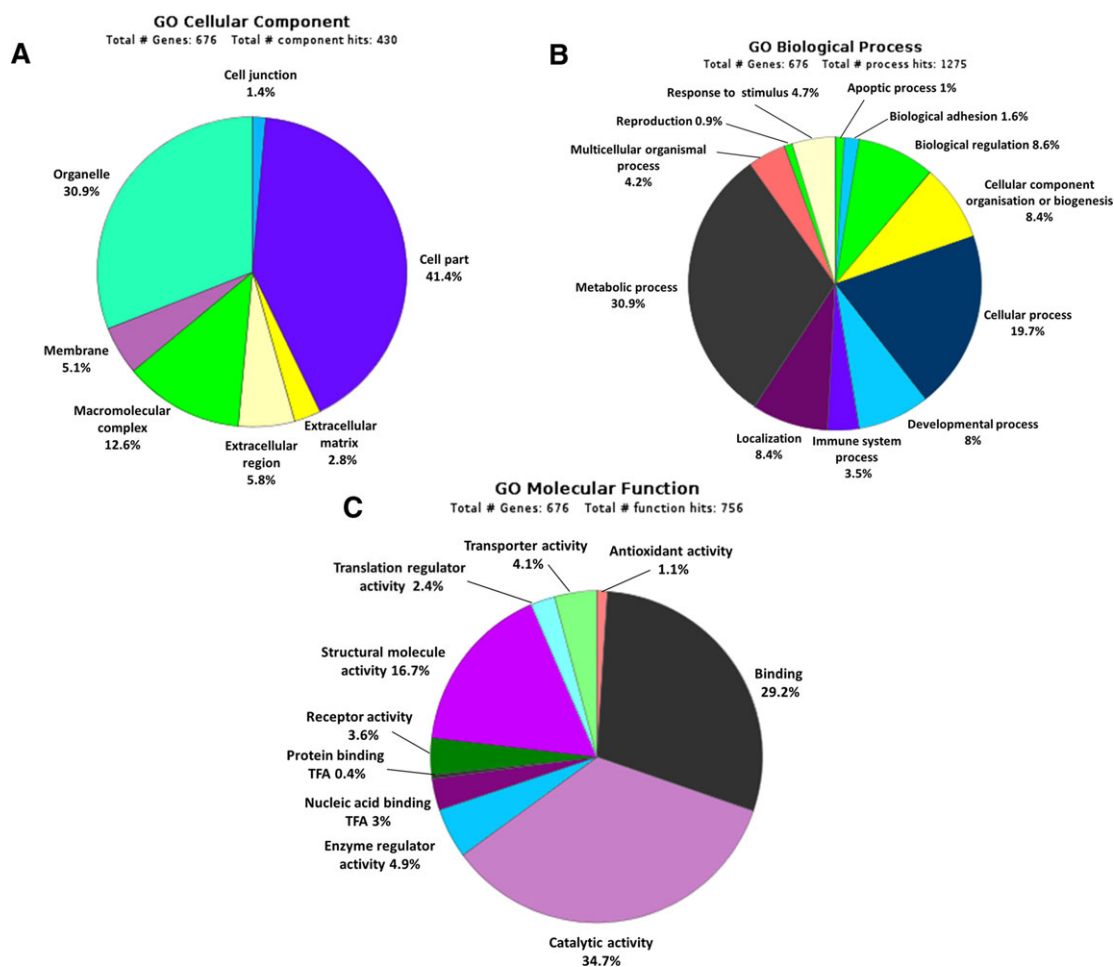 A
GO Cellular Component
Total # Genes: 676 Total # component hits: 430
Cell junction
1.4%
Organelle
30.9%
Cell part
41.4%
Membrane
5.1%
Macromolecular
complex
12.6%
Extracellular
region
5.8%
Extracellular
matrix
2.8%
B
GO Biological Process
Total # Genes: 676 Total # process hits: 1275
Response to stimulus 4.7%
Apoptic process 1%
Reproduction 0.9%
Biological adhesion 1.6%
Multicellular organismal
process
4.2%
Biological regulation 8.6%
Cellular component
organisation or biogenesis
8.4%
Metabolic process
30.9%
Cellular process
19.7%
Localization
8.4%
Immune system
process
3.5%
Developmental process
8%
C
GO Molecular Function
Total # Genes: 676 Total # function hits: 756
Transporter activity
4.1%
Antioxidant activity
1.1%
Translation regulator
activity 2.4%
Structural molecule
activity 16.7%
Binding
29.2%
Receptor activity
3.6%
Protein binding
TFA 0.4%
Nucleic acid binding
TFA 3%
Enzyme regulator
activity 4.9%
Catalytic activity
34.7%